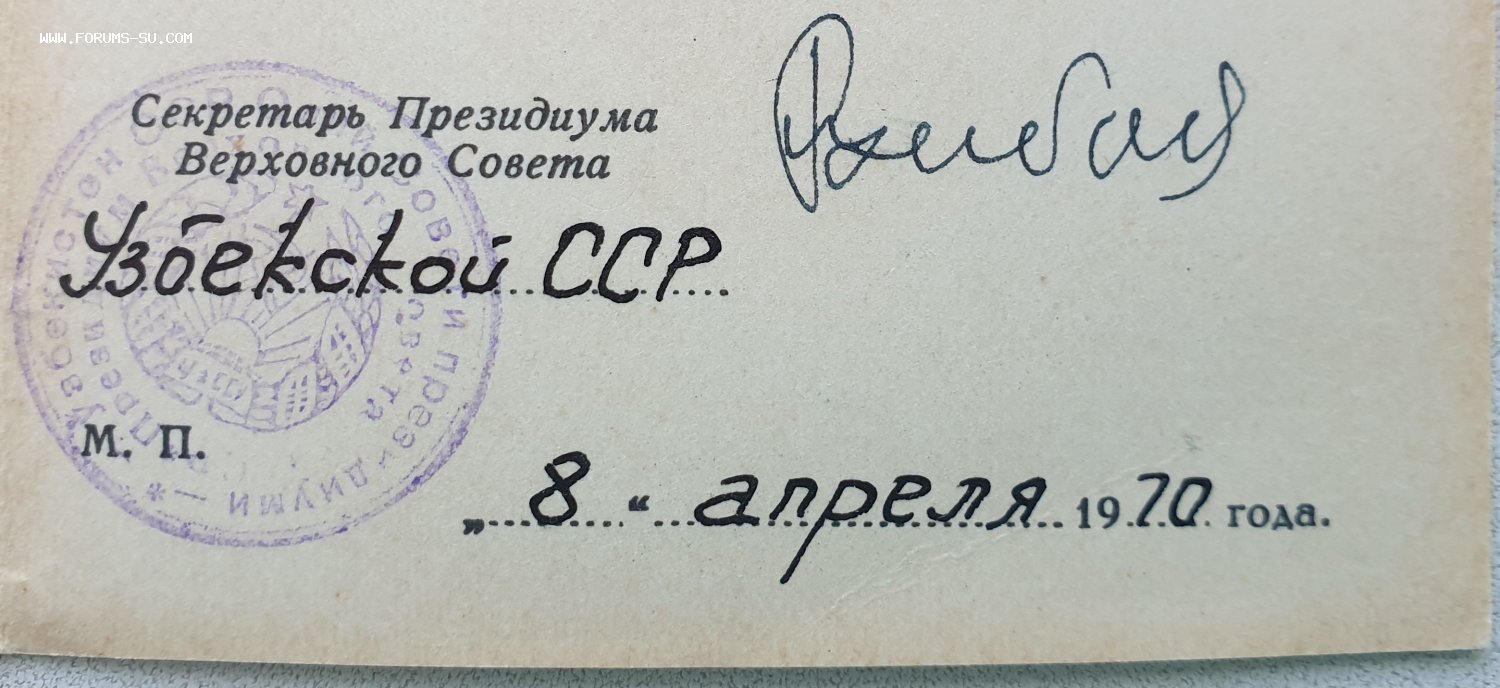 WWW.FORUMS-SU.COM
Секретарь Президиума
Верховного Совета
Узбекской ССР
М. П.
„8“ апреля 1970 года.